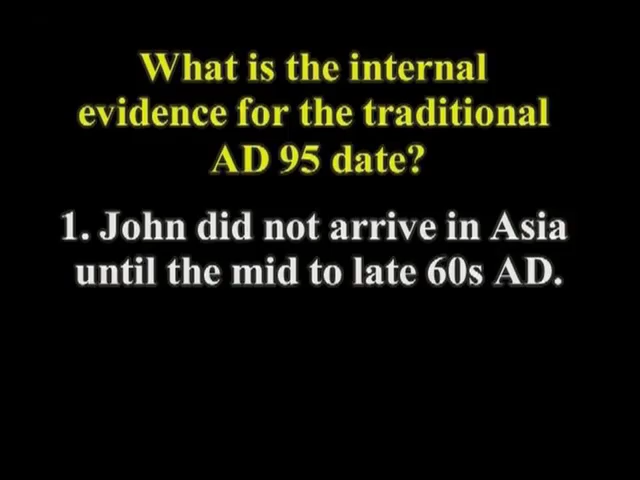 What is the internal
evidence for the traditional
AD 95 date?
1. John did not arrive in Asia
until the mid to late 60s AD.